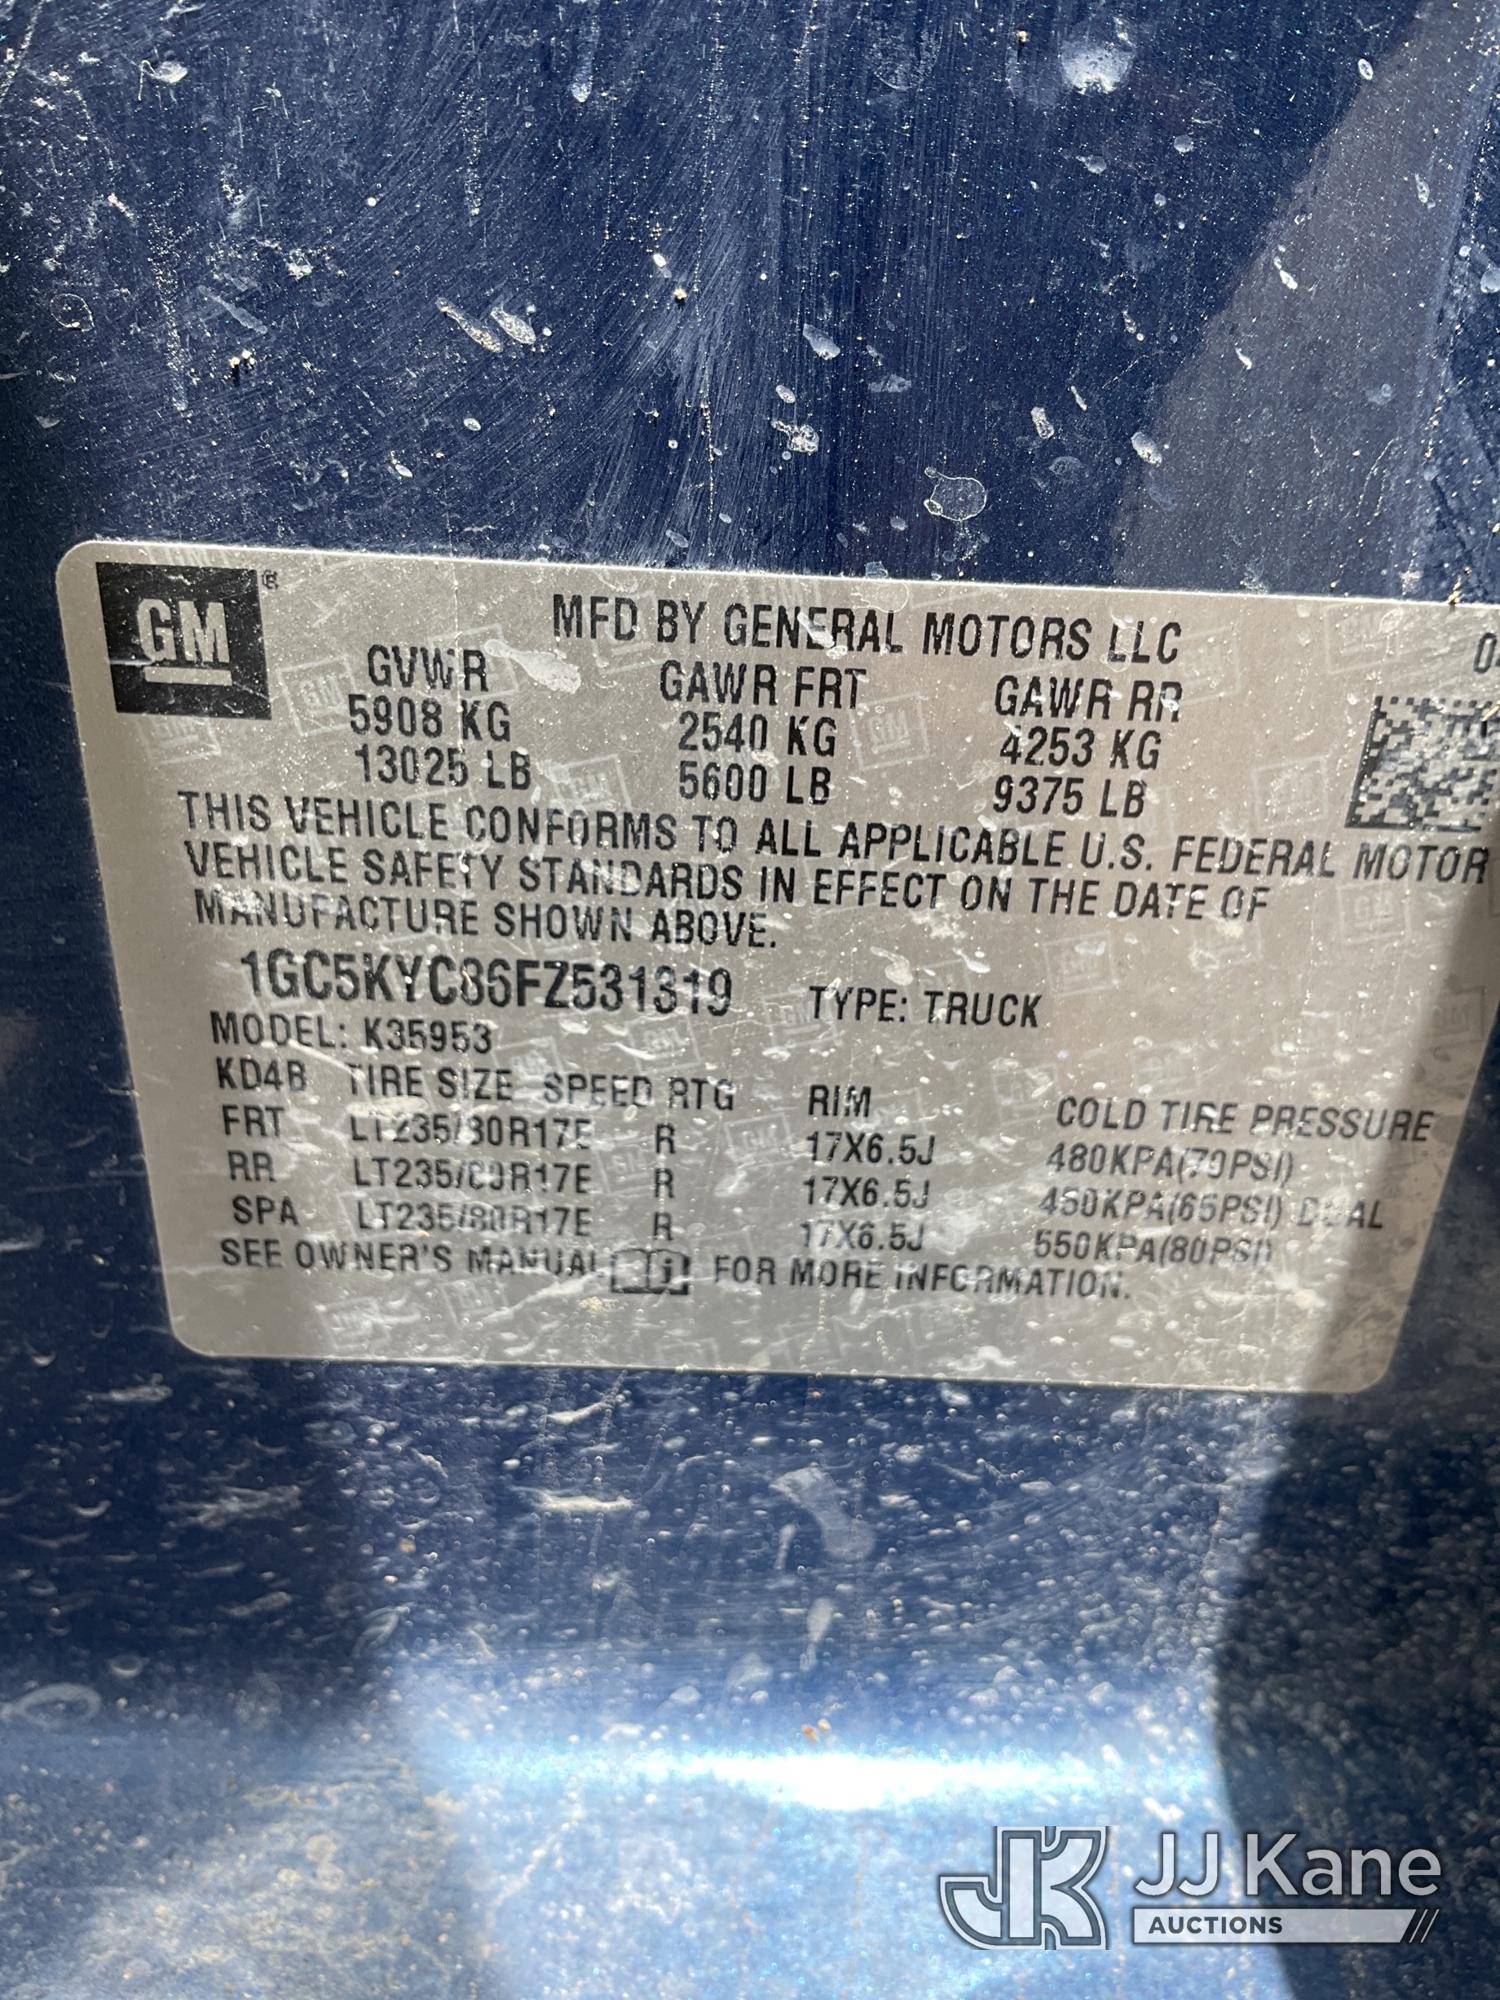 GM
MFD BY GENERAL MOTORS LLC
GVWR GAWR FRT GAWR RR
5908 KG 2540 KG 4253 KG
13025 LB 5600 LB 9375 LB
THIS VEHICLE CONFORMS TO ALL APPLICABLE U.S. FEDERAL MOTOR
VEHICLE SAFETY STANDARDS IN EFFECT ON THE DATE OF
MANUFACTURE SHOWN ABOVE.
1GC5KYC86FZ531319 TYPE: TRUCK
MODEL: K35953
KD4B TIRE SIZE SPEED RTG RIM COLD TIRE PRESSURE
FRT LT235/80R17E R 17X6.5J 480KPA(70PSI)
RR LT235/80R17E R 17X6.5J 450KPA(65PSI) DUAL
SPA LT235/80R17E R 17X6.5J 550KPA(80PSI)
SEE OWNER'S MANUAL FOR MORE INFORMATION.
JK JJ Kane
AUCTIONS